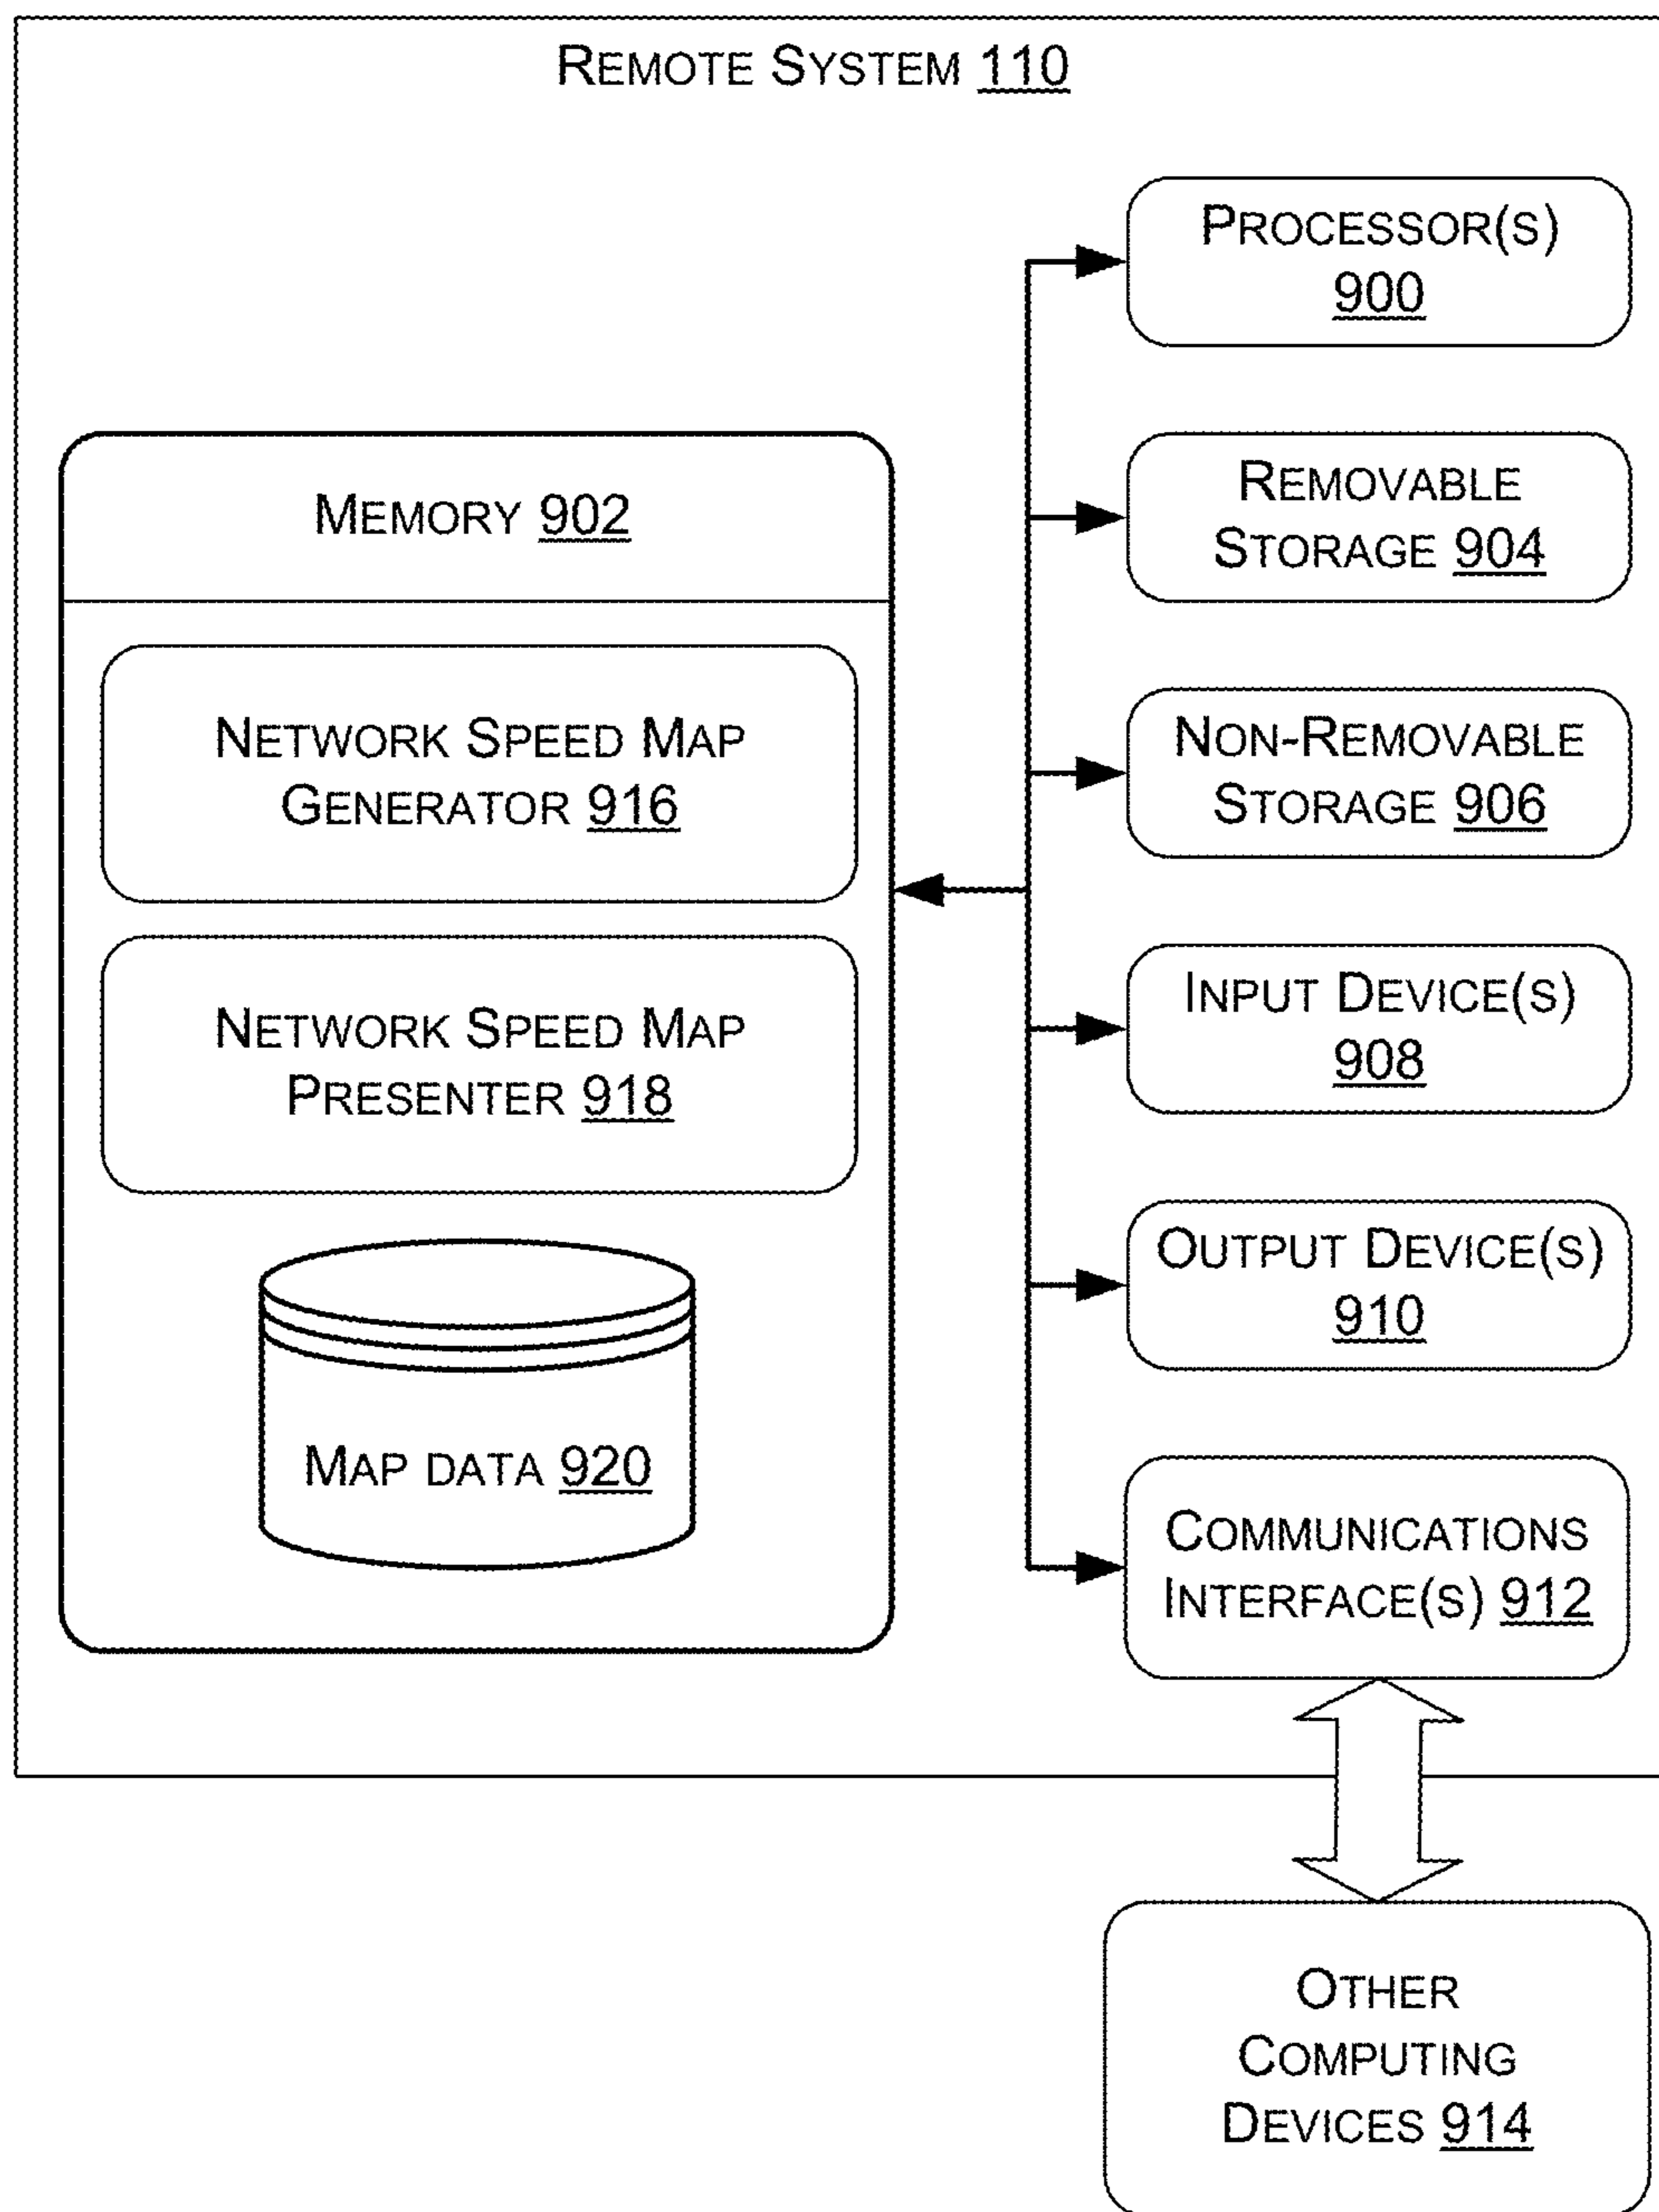 REMOTE SYSTEM 110
PROCESSOR(S)
900
REMOVABLE
STORAGE 904
MEMORY 902
NON-REMOVABLE
STORAGE 906
NETWORK SPEED MAP
GENERATOR 916
INPUT DEVICE(S)
908
NETWORK SPEED MAP
PRESENTER 918
OUTPUT DEVICE(S)
910
MAP DATA 920
COMMUNICATIONS
INTERFACE(S) 912
OTHER
COMPUTING
DEVICES 914